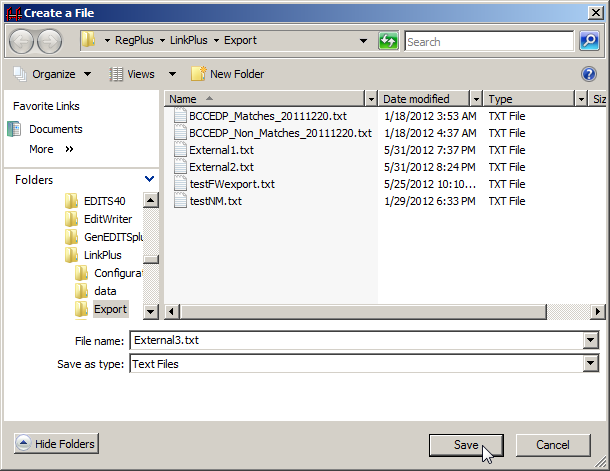 Create a File
RegPlus LinkPlus Export Search
Organize Views New Folder
Favorite Links
Documents
More »
Folders
EDITS40
EditWriter
GenEDITSplu
LinkPlus
Configurat
data
Export
Name Date modified Type Siz
BCCEDP_Matches_20111220.txt 1/18/2012 3:53 AM TXT File
BCCEDP_Non_Matches_20111220.txt 1/18/2012 4:37 AM TXT File
External1.txt 5/31/2012 7:37 PM TXT File
External2.txt 5/31/2012 8:24 PM TXT File
testFWexport.txt 5/25/2012 10:10... TXT File
testNM.txt 1/29/2012 6:33 PM TXT File
File name: External3.txt
Save as type: Text Files
Hide Folders Save Cancel